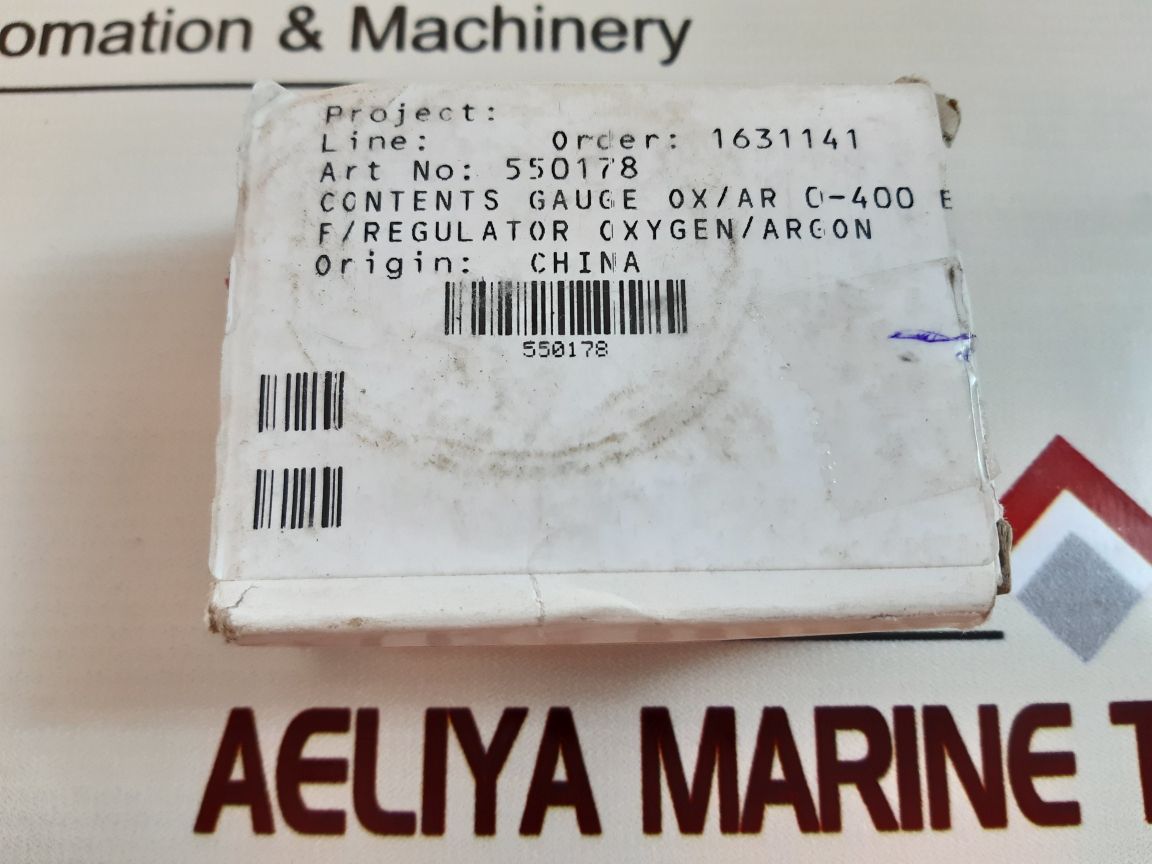 omation & Machinery
Project:
Line: Order: 1631141
Art No: 550178
CONTENTS GAUGE OX/AR 0-400
F/REGULATOR OXYGEN/ARGON
Origin: CHINA
550178
AELIYA MARINE T